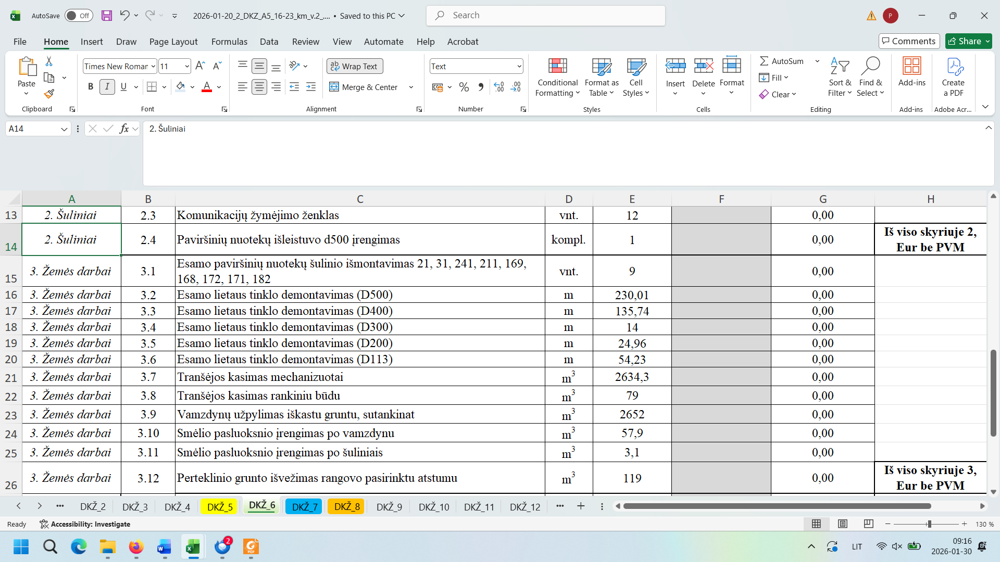 AutoSave Off 2026-01-20_2_DKZ_A5_16-23_km_v.2_.... • Saved to this PC Search P
File Home Insert Draw Page Layout Formulas Data Review View Automate Help Acrobat Comments Share
Paste Times New Roman 11 Wrap Text Text Conditional Formatting Format as Table Cell Styles Insert Delete Format AutoSum Sort & Filter Find & Select Add-ins Create a PDF
B I U Merge & Center Fill
Clear
Clipboard Font Alignment Number Styles Cells Editing Add-ins Adobe Acr...
A14 fx 2. Šuliniai
A B C D E F G H
13 2. Šuliniai 2.3 Komunikacijų žymėjimo ženklas vnt. 12 0,00
14 2. Šuliniai 2.4 Paviršinių nuotekų išleistuvo d500 įrengimas kompl. 1 0,00 Iš viso skyriuje 2,
Eur be PVM
15 3. Žemės darbai 3.1 Esamo paviršinių nuotekų šulinio išmontavimas 21, 31, 241, 211, 169,
168, 172, 171, 182 vnt. 9 0,00
16 3. Žemės darbai 3.2 Esamo lietaus tinklo demontavimas (D500) m 230,01 0,00
17 3. Žemės darbai 3.3 Esamo lietaus tinklo demontavimas (D400) m 135,74 0,00
18 3. Žemės darbai 3.4 Esamo lietaus tinklo demontavimas (D300) m 14 0,00
19 3. Žemės darbai 3.5 Esamo lietaus tinklo demontavimas (D200) m 24,96 0,00
20 3. Žemės darbai 3.6 Esamo lietaus tinklo demontavimas (D113) m 54,23 0,00
21 3. Žemės darbai 3.7 Tranšėjos kasimas mechanizuotai m³ 2634,3 0,00
22 3. Žemės darbai 3.8 Tranšėjos kasimas rankiniu būdu m³ 79 0,00
23 3. Žemės darbai 3.9 Vamzdynų užpylimas iškastu gruntu, sutankinat m³ 2652 0,00
24 3. Žemės darbai 3.10 Smėlio pasluoksnio įrengimas po vamzdynu m³ 57,9 0,00
25 3. Žemės darbai 3.11 Smėlio pasluoksnio įrengimas po šuliniais m³ 3,1 0,00
26 3. Žemės darbai 3.12 Perteklinio grunto išvežimas rangovo pasirinktu atstumu m³ 119 0,00 Iš viso skyriuje 3,
Eur be PVM
DKŽ_2 DKŽ_3 DKŽ_4 DKŽ_5 DKŽ_6 DKŽ_7 DKŽ_8 DKŽ_9 DKŽ_10 DKŽ_11 DKŽ_12
Ready Accessibility: Investigate 130 %
2 PDF LIT 09:16
2026-01-30